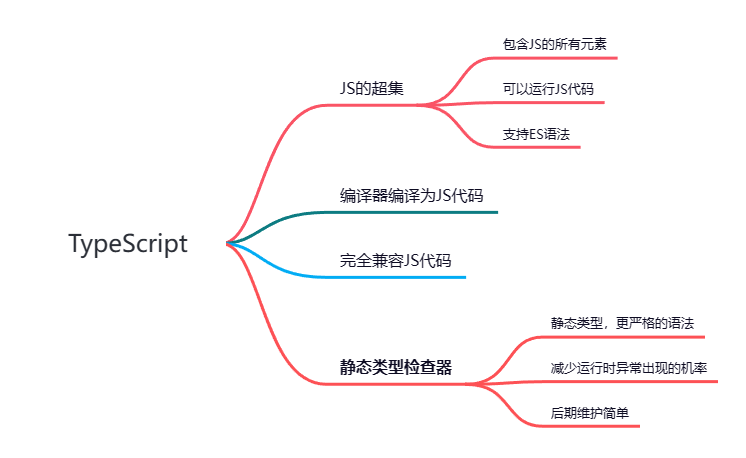 TypeScript
JS的超集
包含JS的所有元素
可以运行JS代码
支持ES语法
编译器编译为JS代码
完全兼容JS代码
静态类型检查器
静态类型，更严格的语法
减少运行时异常出现的机率
后期维护简单